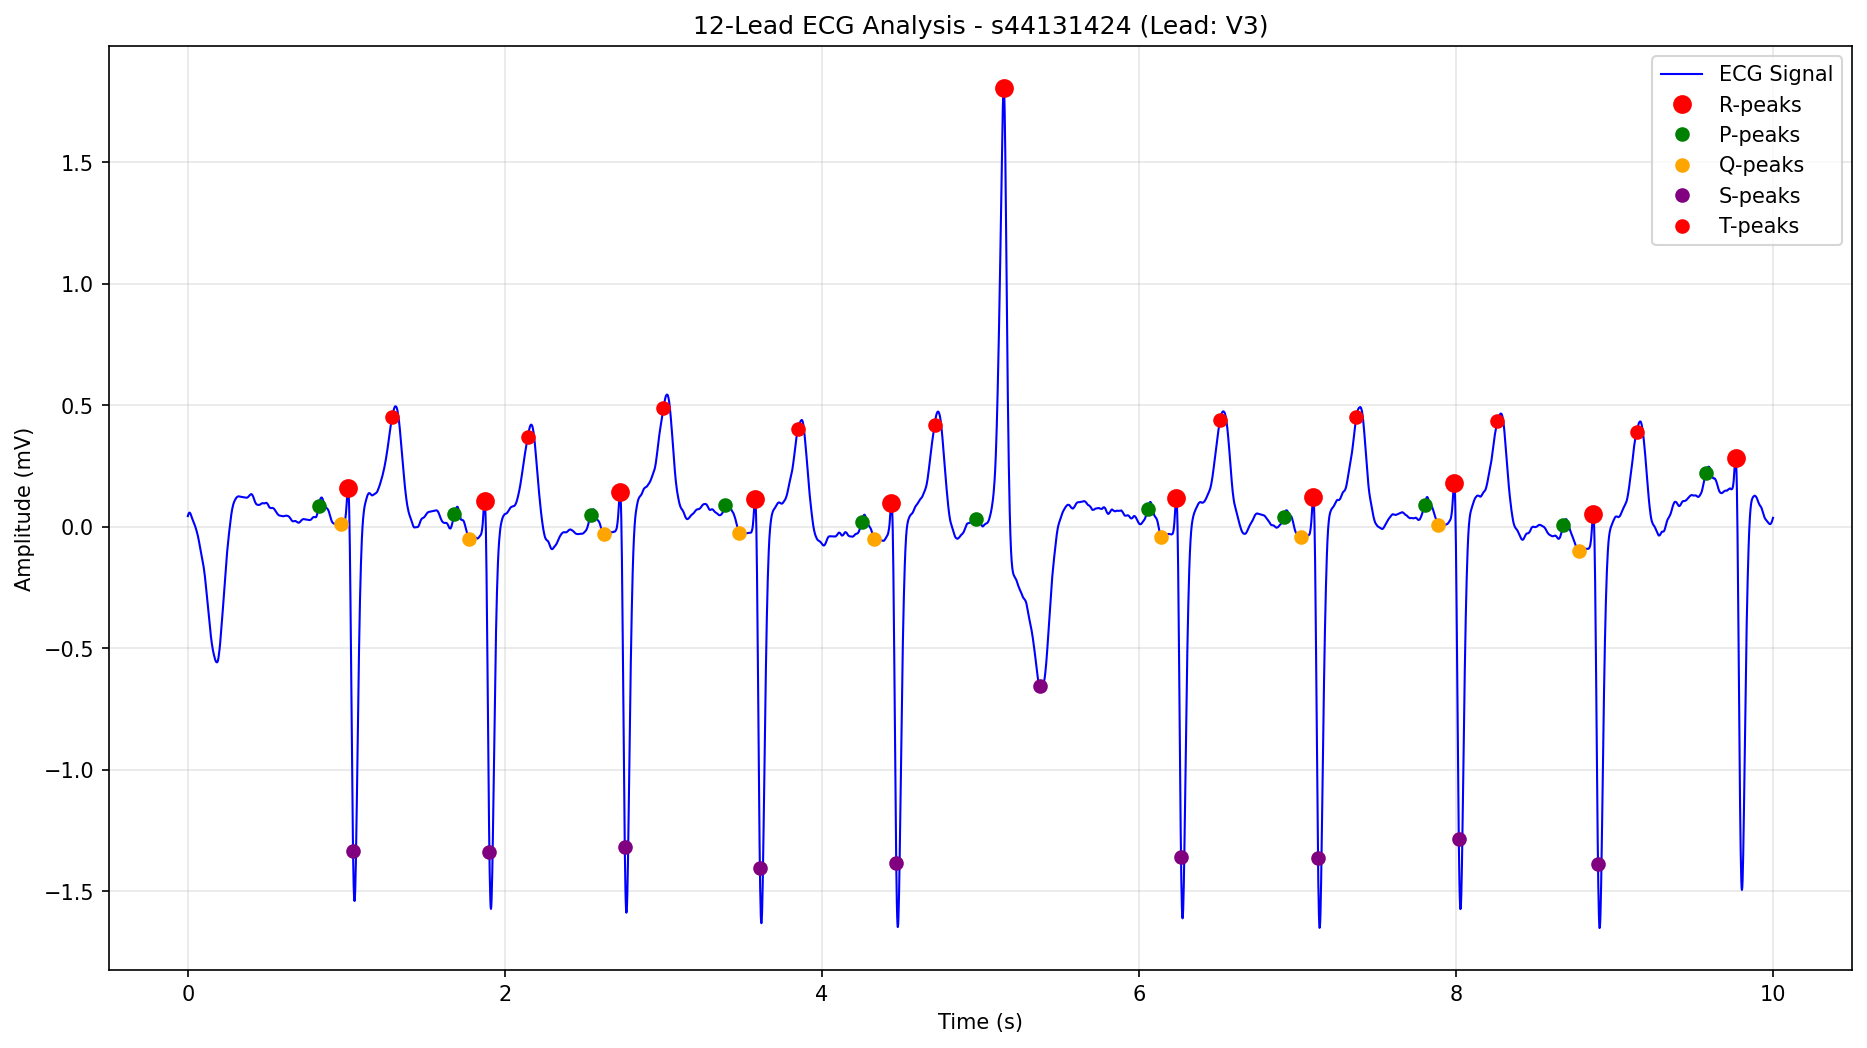 12-Lead ECG Analysis - s44131424 (Lead: V3)
ECG Signal
R-peaks
P-peaks
Q-peaks
S-peaks
T-peaks
Amplitude (mV)
1.5
1.0
0.5
0.0
−0.5
−1.0
−1.5
0 2 4 6 8 10
Time (s)